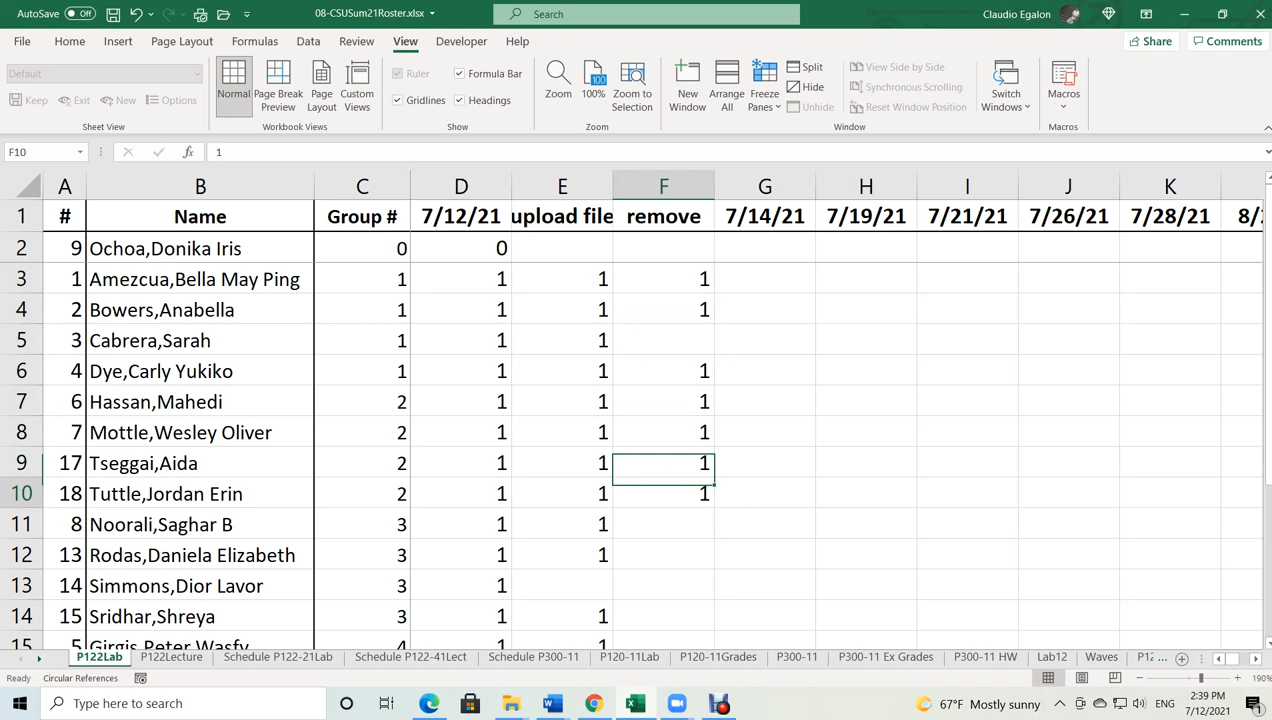 AutoSave Off 08-CSUSum21Roster.xlsx Search Claudio Egalon
File Home Insert Page Layout Formulas Data Review View Developer Help Share Comments
Default
Keep Exit New Options
Sheet View
Normal Page Break Preview Page Layout Custom Views
Workbook Views
Ruler Formula Bar
Gridlines Headings
Show
Zoom 100% Zoom to Selection
Zoom
New Window Arrange All Freeze Panes
Split Hide Unhide
View Side by Side
Synchronous Scrolling
Reset Window Position
Switch Windows
Window
Macros
Macros
F10 fx 1
A B C D E F G H I J K
1 # Name Group # 7/12/21 upload file remove 7/14/21 7/19/21 7/21/21 7/26/21 7/28/21 8/
2 9 Ochoa,Donika Iris 0 0
3 1 Amezcua,Bella May Ping 1 1 1 1
4 2 Bowers,Anabella 1 1 1 1
5 3 Cabrera,Sarah 1 1 1
6 4 Dye,Carly Yukiko 1 1 1 1
7 6 Hassan,Mahedi 2 1 1 1
8 7 Mottle,Wesley Oliver 2 1 1 1
9 17 Tseggai,Aida 2 1 1 1
10 18 Tuttle,Jordan Erin 2 1 1 1
11 8 Noorali,Saghar B 3 1 1
12 13 Rodas,Daniela Elizabeth 3 1 1
13 14 Simmons,Dior Lavor 3 1
14 15 Sridhar,Shreya 3 1 1
15 5 Girgis,Peter Wasfy 4 1 1
P122Lab P122Lecture Schedule P122-21Lab Schedule P122-41Lect Schedule P300-11 P120-11Lab P120-11Grades P300-11 P300-11 Ex Grades P300-11 HW Lab12 Waves P12 ...
Ready Circular References 190%
Type here to search 67°F Mostly sunny ENG 2:39 PM
7/12/2021 1